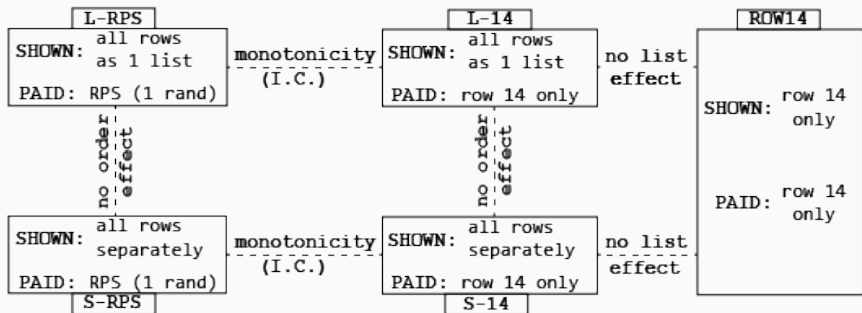 L-RPS
SHOWN: all rows
as 1 list
PAID: RPS (1 rand)
monotonicity
(I.C.)
L-14
SHOWN: all rows
as 1 list
PAID: row 14 only
no list
effect
ROW14
SHOWN: row 14
only
PAID: row 14
only
no order
effect
no order
effect
SHOWN: all rows
separately
PAID: RPS (1 rand)
S-RPS
monotonicity
(I.C.)
SHOWN: all rows
separately
PAID: row 14 only
S-14
no list
effect